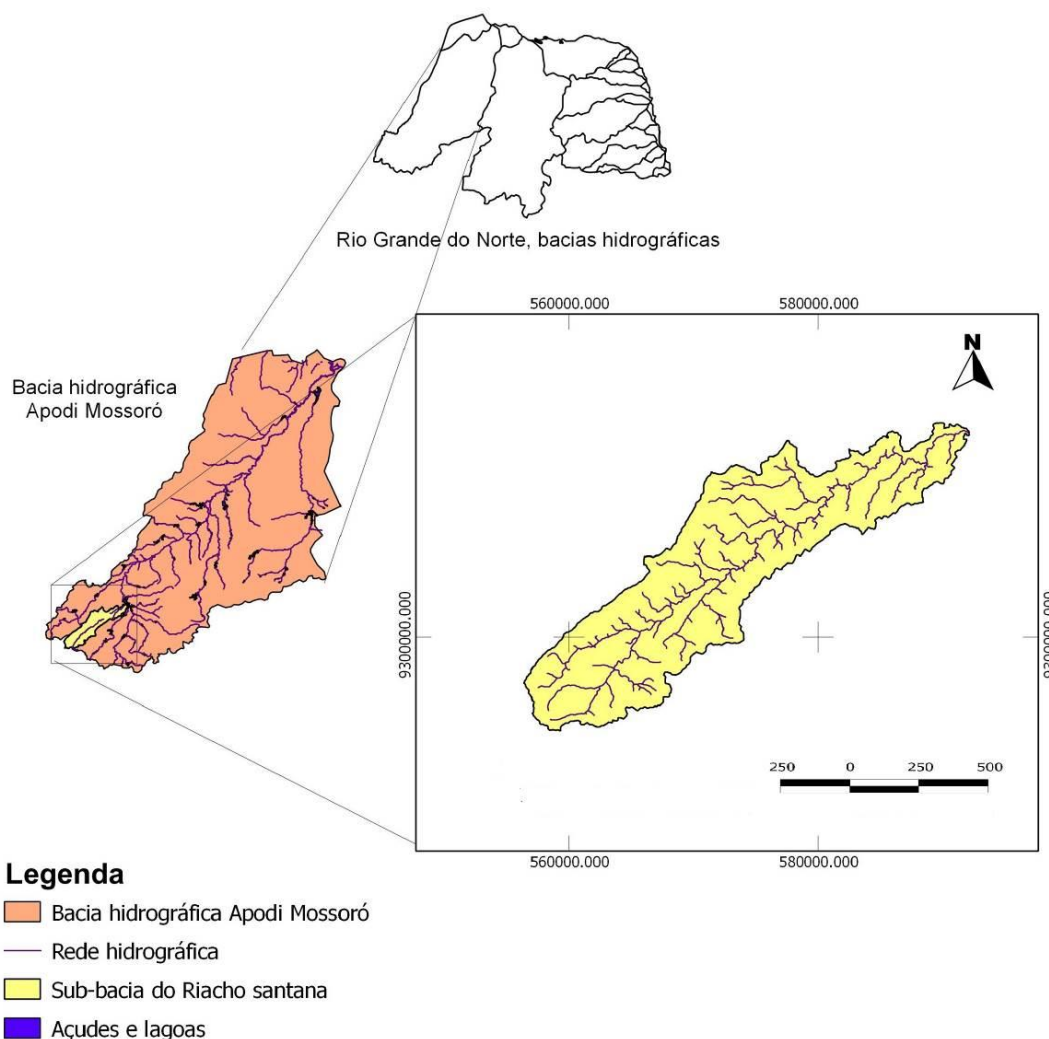 Rio Grande do Norte, bacias hidrográficas
Bacia hidrográfica
Apodi Mossoró
560000.000
580000.000
N
9300000.000
9300000.000
250 0 250 500
560000.000
580000.000
Legenda
Bacia hidrográfica Apodi Mossoró
Rede hidrográfica
Sub-bacia do Riacho santana
Açudes e lagoas